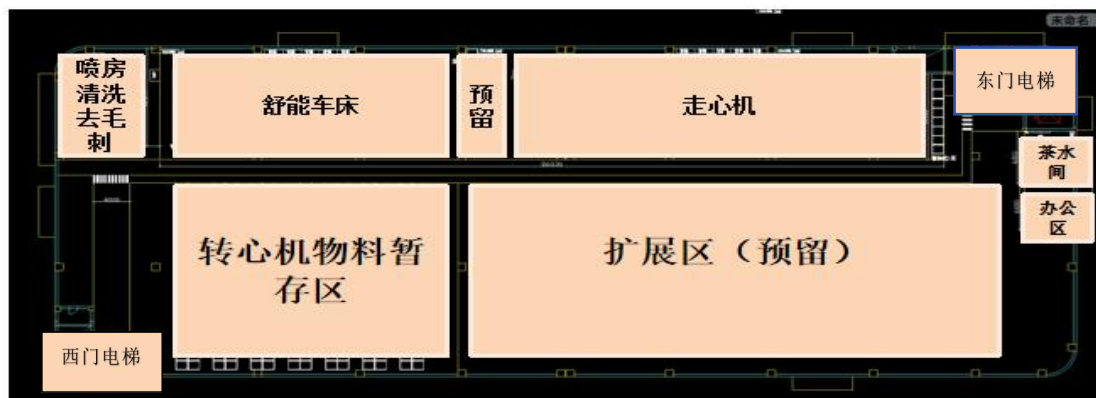 未命名
喷房
清洗
去毛
刺
舒能车床
预
留
走心机
东门电梯
茶水
间
办公
区
转心机物料暂
存区
扩展区（预留）
西门电梯